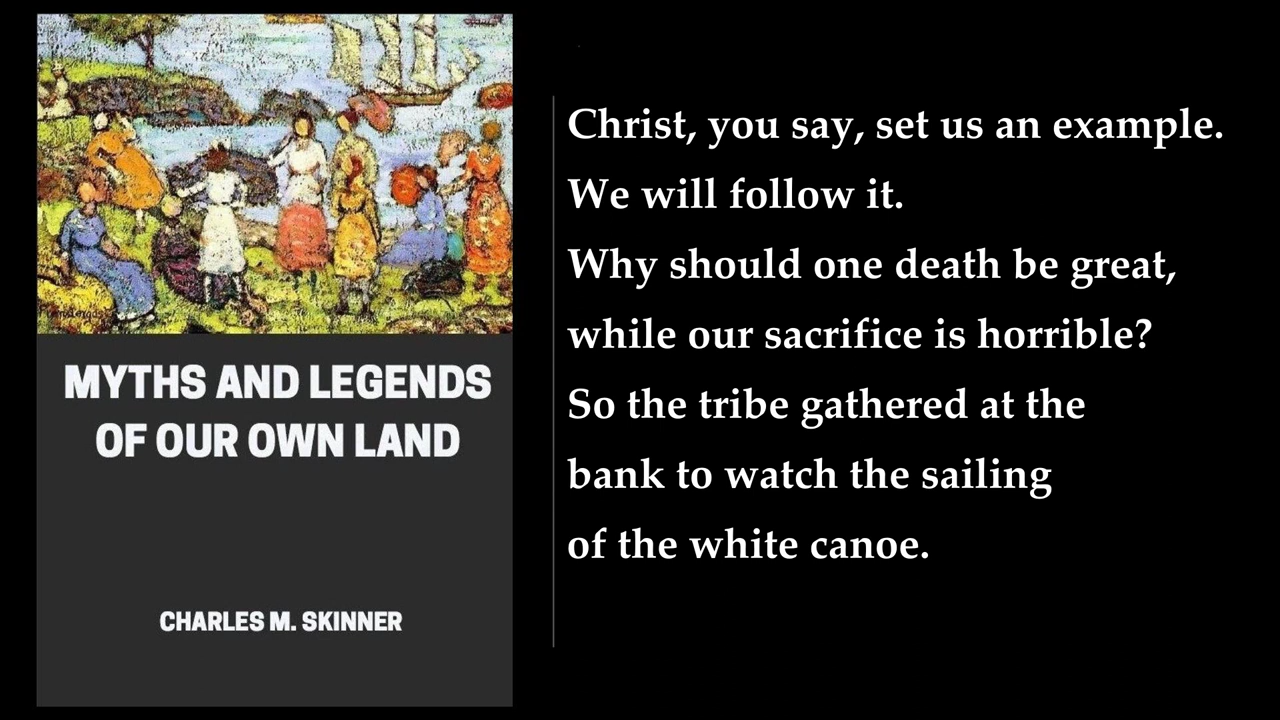 MYTHS AND LEGENDS
OF OUR OWN LAND
CHARLES M. SKINNER
Christ, you say, set us an example.
We will follow it.
Why should one death be great,
while our sacrifice is horrible?
So the tribe gathered at the
bank to watch the sailing
of the white canoe.